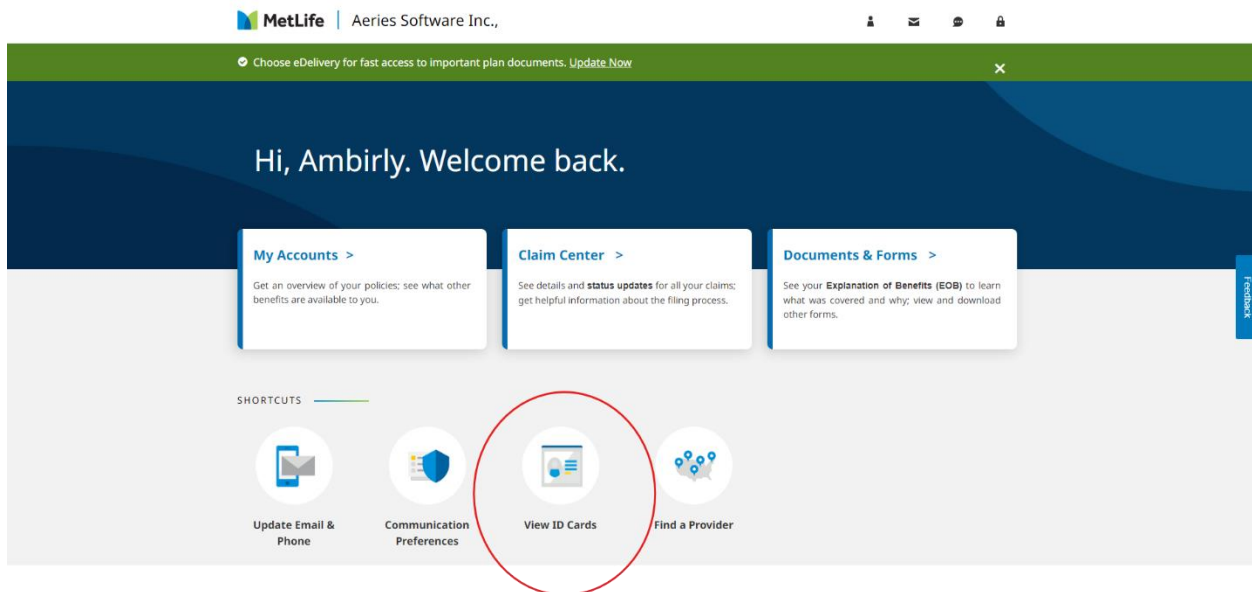 MetLife | Aeries Software Inc.,
Choose eDelivery for fast access to important plan documents. Update Now
Hi, Ambirly. Welcome back.
My Accounts >
Get an overview of your policies; see what other
benefits are available to you.
Claim Center >
See details and status updates for all your claims;
get helpful information about the filing process.
Documents & Forms >
See your Explanation of Benefits (EOB) to learn
what was covered and why; view and download
other forms.
Feedback
SHORTCUTS
Update Email &
Phone
Communication
Preferences
View ID Cards
Find a Provider